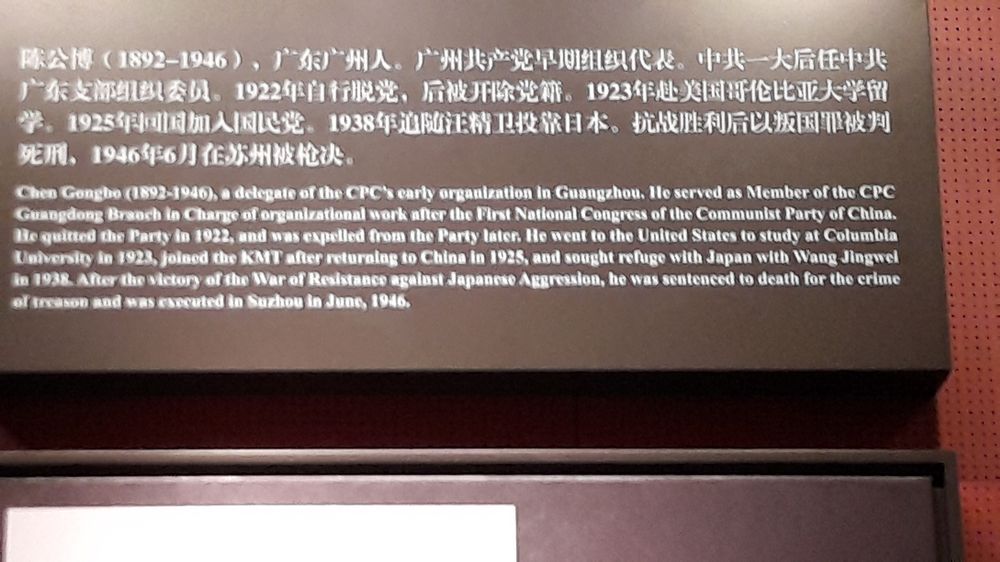 陈公博（1892–1946），广东广州人。广州共产党早期组织代表。中共一大后任中共
广东支部组织委员。1922年自行脱党，后被开除党籍。1923年赴美国哥伦比亚大学留
学。1925年回国加入国民党。1938年追随汪精卫投靠日本。抗战胜利后以叛国罪被判
死刑，1946年6月在苏州被枪决。
Chen Gongbo (1892-1946), a delegate of the CPC's early organization in Guangzhou. He served as Member of the CPC
Guangdong Branch in Charge of organizational work after the First National Congress of the Communist Party of China.
He quitted the Party in 1922, and was expelled from the Party later. He went to the United States to study at Columbia
University in 1923, joined the KMT after returning to China in 1925, and sought refuge with Japan with Wang Jingwei
in 1938. After the victory of the War of Resistance against Japanese Aggression, he was sentenced to death for the crime
of treason and was executed in Suzhou in June, 1946.